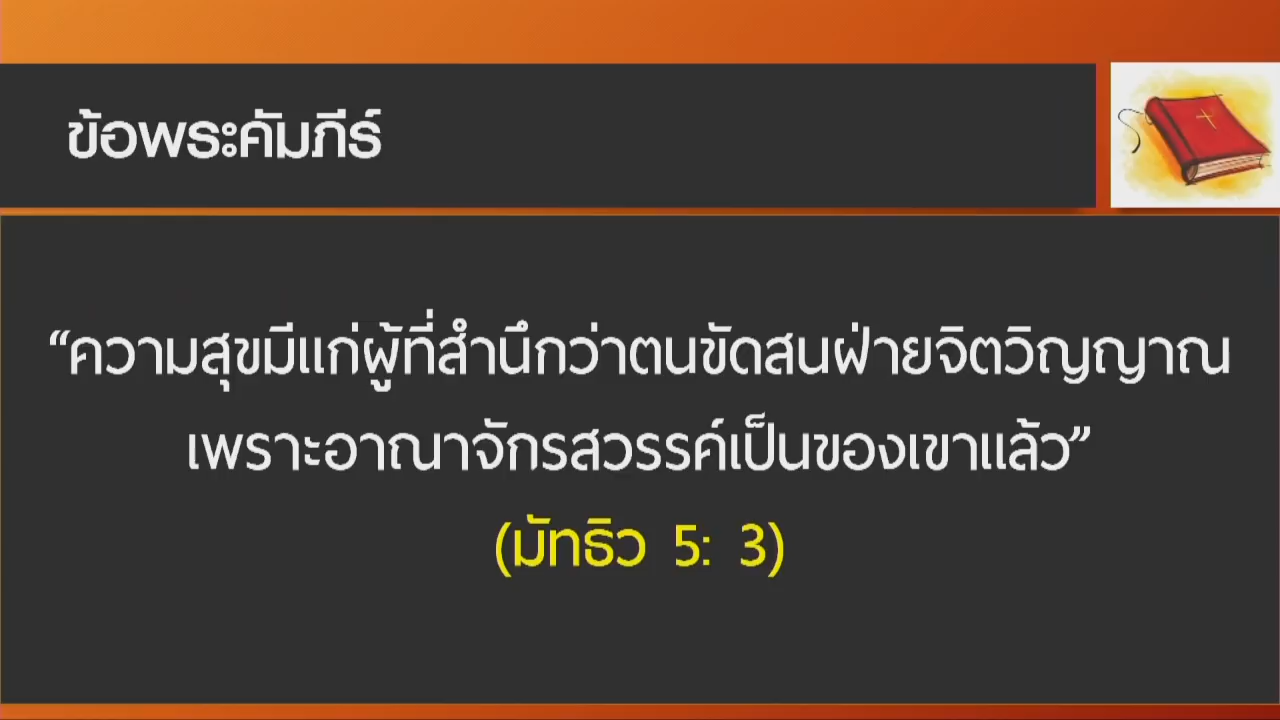 ข้อพระคัมภีร์
“ความสุขมีแก่ผู้ที่สำนึกว่าตนขัดสนฝ่ายจิตวิญญาณ
เพราะอาณาจักรสวรรค์เป็นของเขาแล้ว”
(มัทธิว 5: 3)